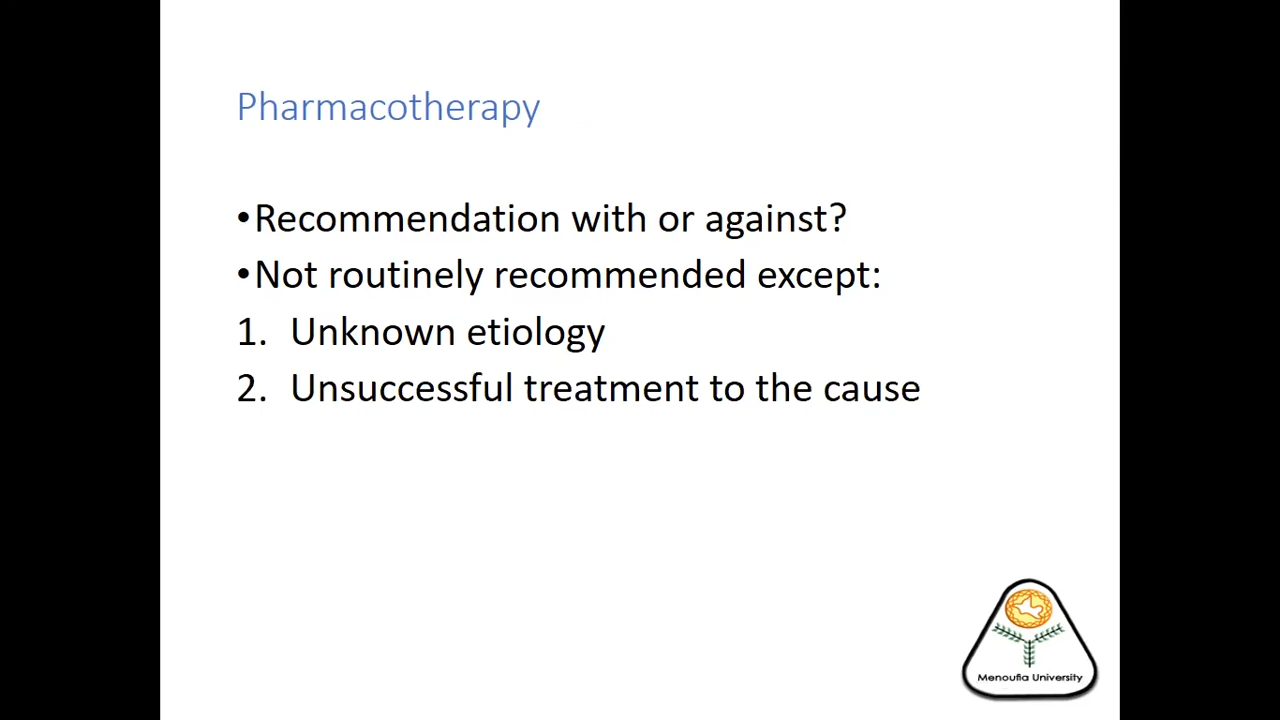 Pharmacotherapy
•Recommendation with or against?
•Not routinely recommended except:
1. Unknown etiology
2. Unsuccessful treatment to the cause
Menoufia University